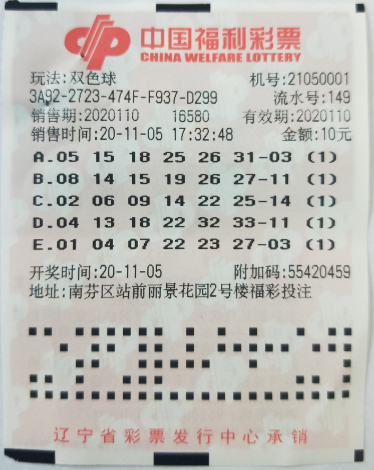 中国福利彩票
CHINA WELFARE LOTTERY
玩法:双色球 机号:21050001
3A92-2723-474F-F937-D299 流水号:149
销售期:2020110 16580 有效期:2020110
销售时间:20-11-05 17:32:48 金额:10元
A.05 15 18 25 26 31-03 (1)
B.08 14 15 19 26 27-11 (1)
C.02 06 09 14 22 25-14 (1)
D.04 13 18 22 32 33-11 (1)
E.01 04 07 22 23 27-03 (1)
开奖时间:20-11-05 附加码:55420459
地址:南芬区站前丽景花园2号楼福彩投注
辽宁省彩票发行中心承销